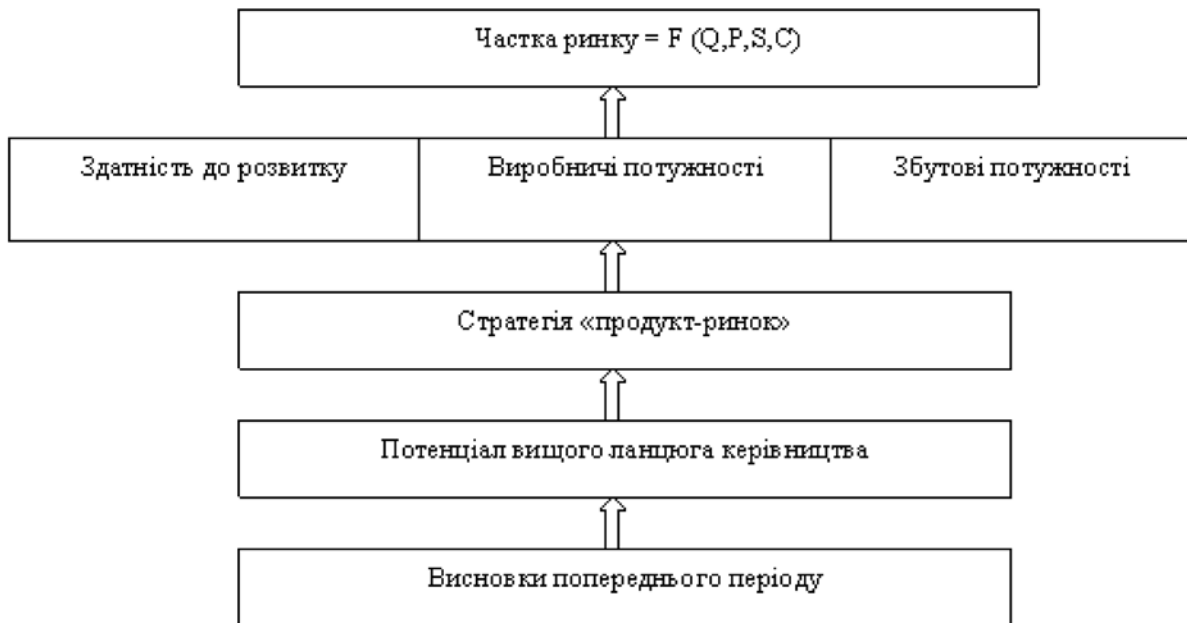 Частка ринку = F (Q,P,S,C)
Здатність до розвитку
Виробничі потужності
Збутові потужності
Стратегія «продукт-ринок»
Потенціал вищого ланцюга керівництва
Висновки попереднього періоду